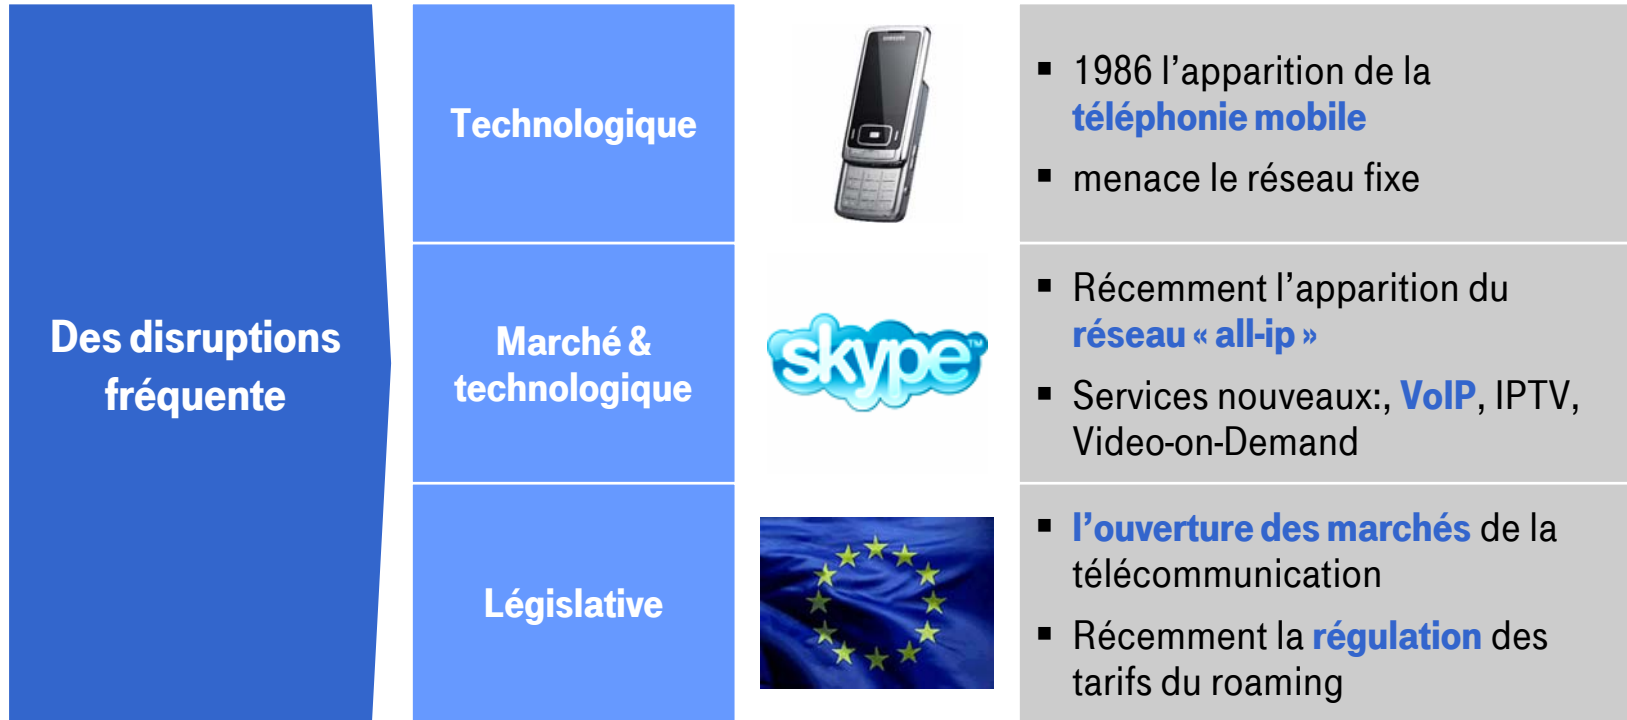 Des disruptions
fréquente
Technologique
SAMSUNG
▪ 1986 l’apparition de la
téléphonie mobile
▪ menace le réseau fixe
Marché &
technologique
skype™
▪ Récemment l’apparition du
réseau « all-ip »
▪ Services nouveaux:, VoIP, IPTV,
Video-on-Demand
Législative
▪ l’ouverture des marchés de la
télécommunication
▪ Récemment la régulation des
tarifs du roaming